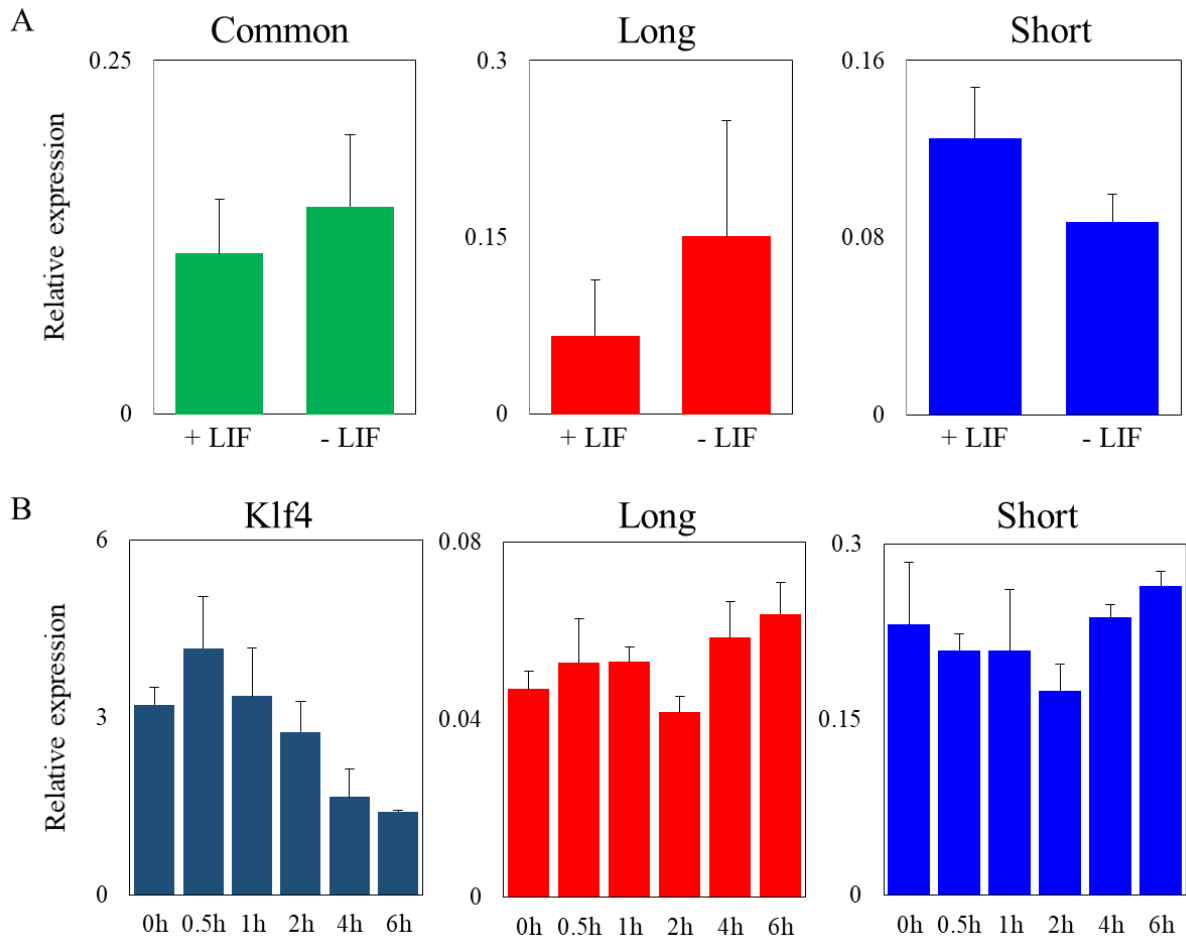 A
Common
Long
Short
Relative expression
0.25
0
+ LIF - LIF
0.3
0.15
0
+ LIF - LIF
0.16
0.08
0
+ LIF - LIF
B
Klf4
Long
Short
Relative expression
6
3
0
0h 0.5h 1h 2h 4h 6h
0.08
0.04
0
0h 0.5h 1h 2h 4h 6h
0.3
0.15
0
0h 0.5h 1h 2h 4h 6h